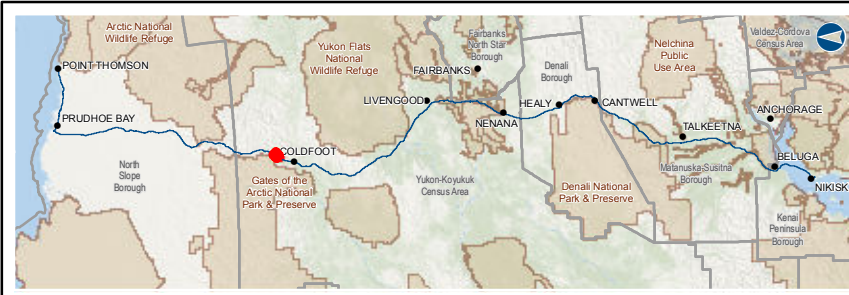 Arctic National
Wildlife Refuge
POINT THOMSON
PRUDHOE BAY
North
Slope
Borough
COLDFOOT
Gates of the
Arctic National
Park & Preserve
Yukon Flats
National
Wildlife Refuge
LIVENGOOD
FAIRBANKS
Fairbanks
North Star
Borough
NENANA
Yukon-Koyukuk
Census Area
Denali
Borough
HEALY
CANTWELL
Denali National
Park & Preserve
Nelchina
Public
Use Area
TALKEETNA
Matanuska-Susitna
Borough
Valdez-Cordova
Census Area
ANCHORAGE
BELUGA
NIKISK
Kenai
Peninsula
Borough